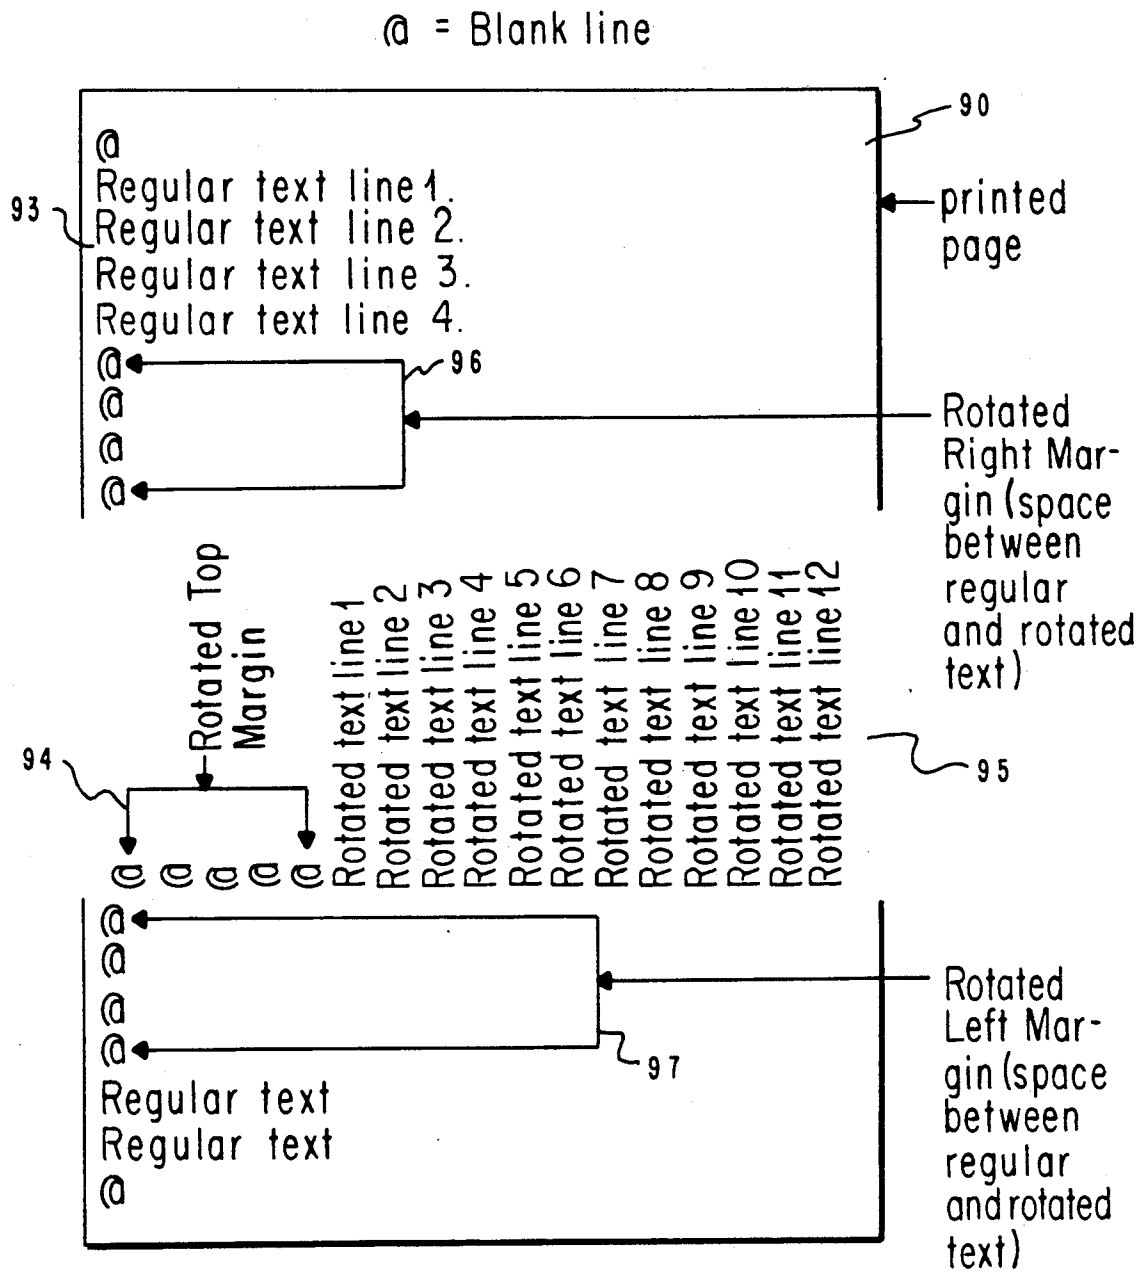 @ = Blank line
90
@
Regular text line 1.
93
Regular text line 2.
Regular text line 3.
Regular text line 4.
printed
page
@
96
@
@
@
Rotated
Right Mar-
gin (space
between
regular
and rotated
text)
94
Rotated Top
Margin
@
@
@
@
@
Rotated text line 1
Rotated text line 2
Rotated text line 3
Rotated text line 4
Rotated text line 5
Rotated text line 6
Rotated text line 7
Rotated text line 8
Rotated text line 9
Rotated text line 10
Rotated text line 11
Rotated text line 12
95
@
@
@
@
97
Rotated
Left Mar-
gin (space
between
regular
and rotated
text)
Regular text
Regular text
@